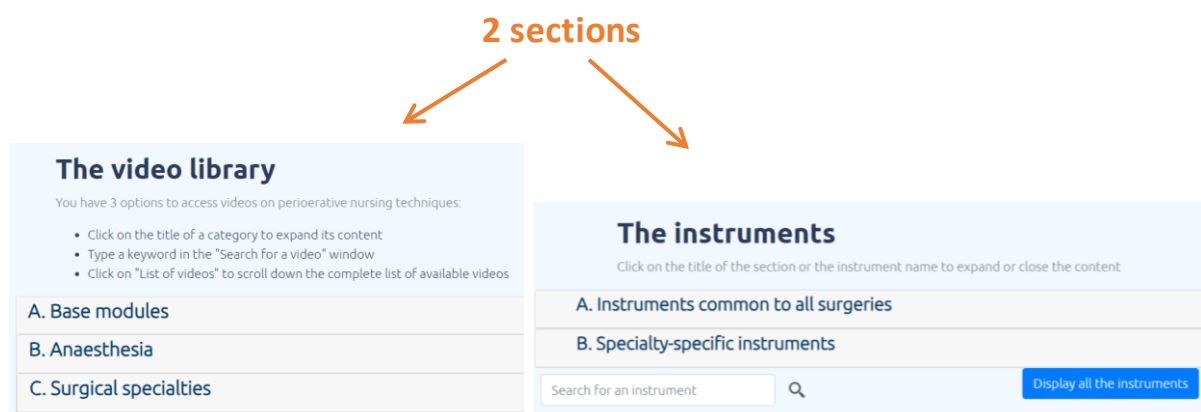 2 sections
The video library
You have 3 options to access videos on perioerative nursing techniques:
• Click on the title of a category to expand its content
• Type a keyword in the "Search for a video" window
• Click on "List of videos" to scroll down the complete list of available videos
A. Base modules
B. Anaesthesia
C. Surgical specialties
The instruments
Click on the title of the section or the instrument name to expand or close the content
A. Instruments common to all surgeries
B. Specialty-specific instruments
Search for an instrument
Display all the instruments